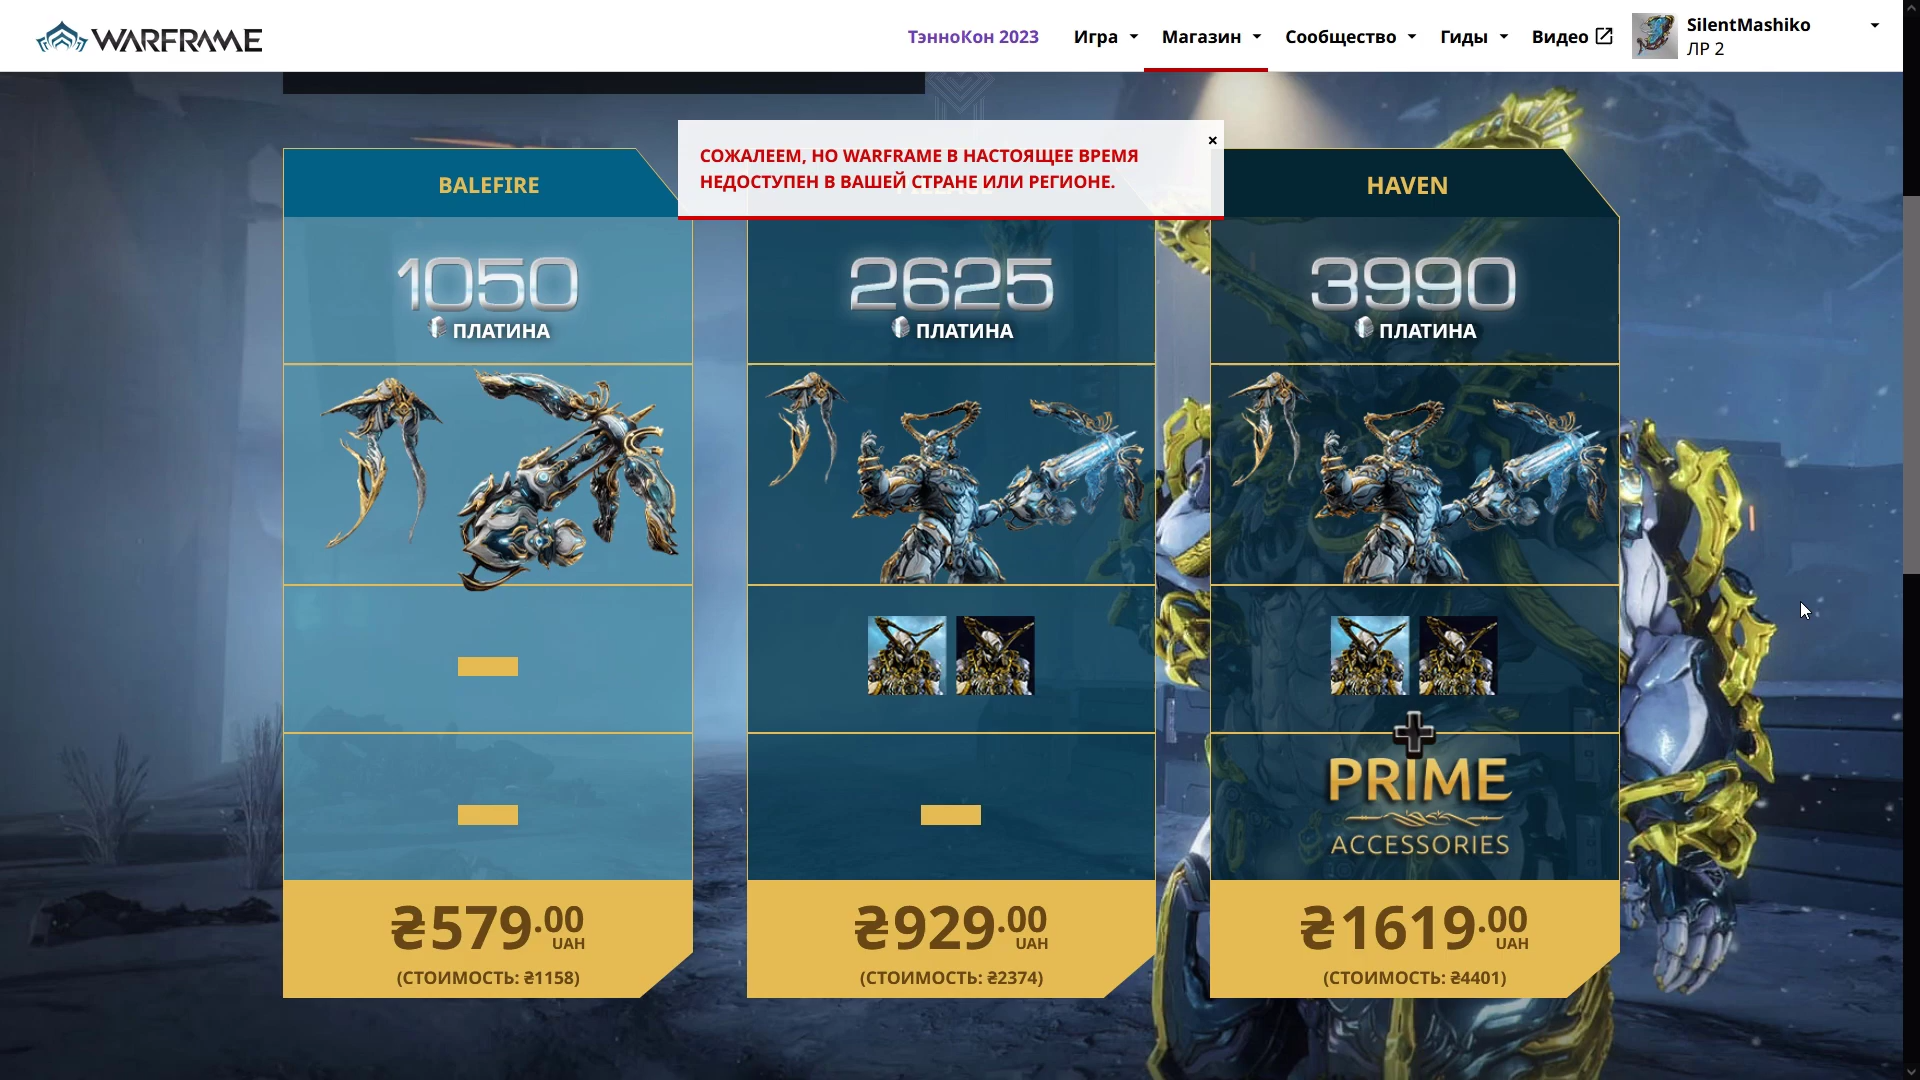 WARFRAME
ТэнноКон 2023
Игра
Магазин
Сообщество
Гиды
Видео
SilentMashiko
ЛР 2
СОЖАЛЕЕМ, НО WARFRAME В НАСТОЯЩЕЕ ВРЕМЯ
НЕДОСТУПЕН В ВАШЕЙ СТРАНЕ ИЛИ РЕГИОНЕ.
×
BALEFIRE
1050
ПЛАТИНА
₴579.00
UAH
(СТОИМОСТЬ: ₴1158)
2625
ПЛАТИНА
₴929.00
UAH
(СТОИМОСТЬ: ₴2374)
HAVEN
3990
ПЛАТИНА
PRIME
ACCESSORIES
₴1619.00
UAH
(СТОИМОСТЬ: ₴4401)